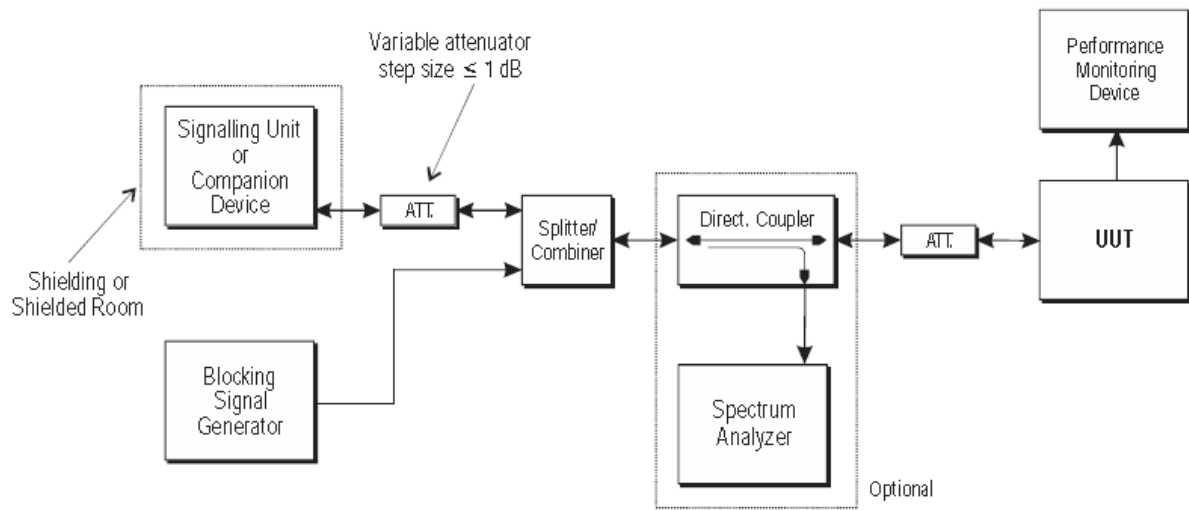 Variable attenuator
step size ≤ 1 dB
Performance
Monitoring
Device
Signalling Unit
or
Companion
Device
ATT.
Splitter/
Combiner
Direct. Coupler
ATT.
UUT
Shielding or
Shielded Room
Blocking
Signal
Generator
Spectrum
Analyzer
Optional